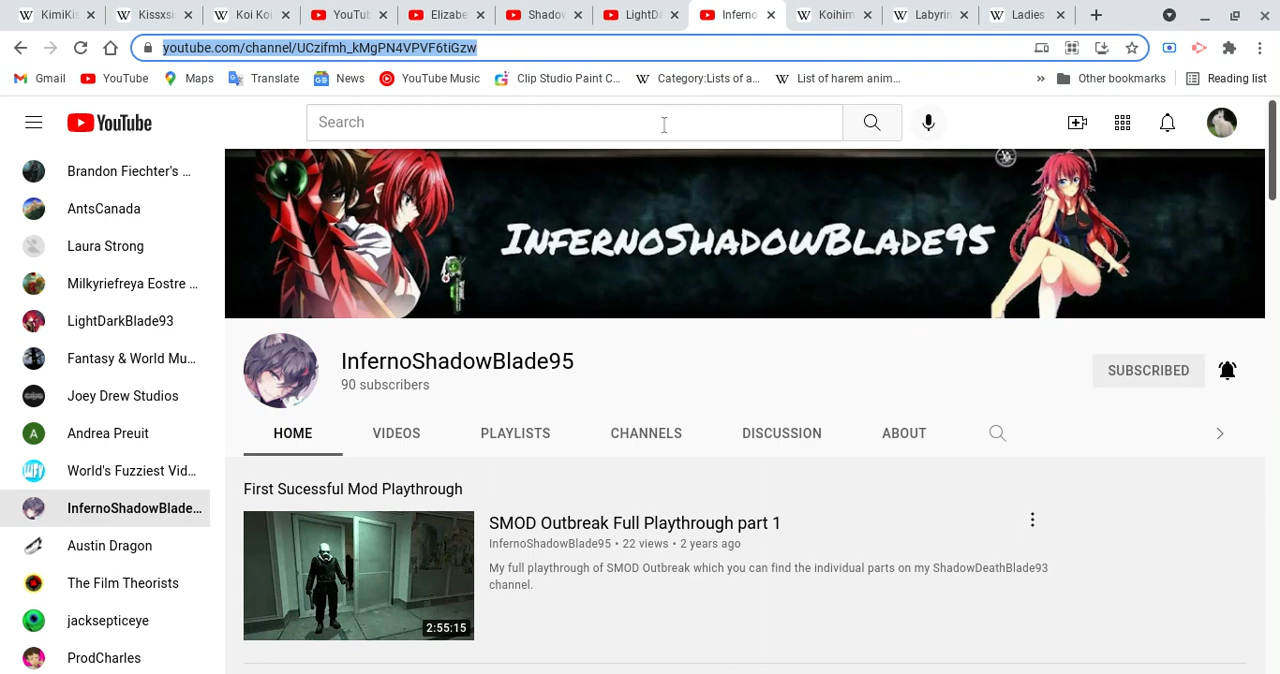 KimiKis
Kissxsi
Koi Koi
YouTub
Elizabe
Shadow
LightDa
Inferno
Koihim
Labyrin
Ladies
youtube.com/channel/UCzifmh_kMgPN4VPVF6tiGzw
Gmail YouTube Maps Translate News YouTube Music Clip Studio Paint C... Category:Lists of a... List of harem anim... » Other bookmarks Reading list
YouTube
Search
Brandon Fiechter's ...
AntsCanada
Laura Strong
Milkyriefreya Eostre ...
LightDarkBlade93
Fantasy & World Mu...
Joey Drew Studios
Andrea Preuit
World's Fuzziest Vid...
InfernoShadowBlade...
Austin Dragon
The Film Theorists
jacksepticeye
ProdCharles
InfernoShadowBlade95
InfernoShadowBlade95
90 subscribers
SUBSCRIBED
HOME VIDEOS PLAYLISTS CHANNELS DISCUSSION ABOUT
First Sucessful Mod Playthrough
SMOD Outbreak Full Playthrough part 1
InfernoShadowBlade95 • 22 views • 2 years ago
My full playthrough of SMOD Outbreak which you can find the individual parts on my ShadowDeathBlade93
channel.
2:55:15